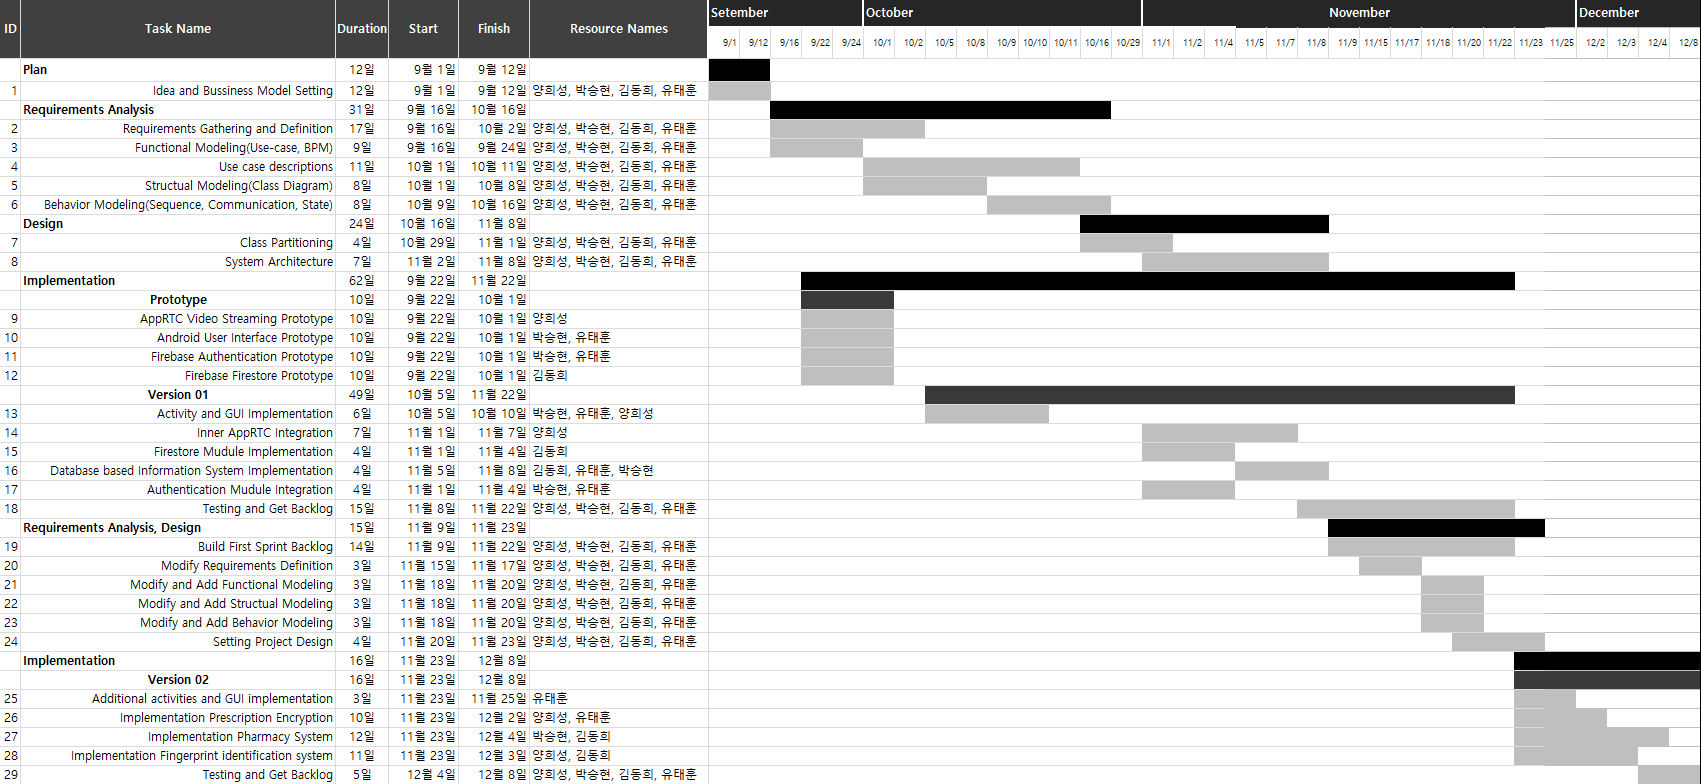 ID Task Name Duration Start Finish Resource Names Setember October November December
9/1 9/12 9/16 9/22 9/24 10/1 10/2 10/5 10/8 10/9 10/10 10/11 10/16 10/29 11/1 11/2 11/4 11/5 11/7 11/8 11/9 11/15 11/17 11/18 11/20 11/22 11/23 11/25 12/2 12/3 12/4 12/8
Plan 12일 9월 1일 9월 12일
1 Idea and Bussiness Model Setting 12일 9월 1일 9월 12일 양희성, 박승현, 김동희, 유태훈
Requirements Analysis 31일 9월 16일 10월 16일
2 Requirements Gathering and Definition 17일 9월 16일 10월 2일 양희성, 박승현, 김동희, 유태훈
3 Functional Modeling(Use-case, BPM) 9일 9월 16일 9월 24일 양희성, 박승현, 김동희, 유태훈
4 Use case descriptions 11일 10월 1일 10월 11일 양희성, 박승현, 김동희, 유태훈
5 Structual Modeling(Class Diagram) 8일 10월 1일 10월 8일 양희성, 박승현, 김동희, 유태훈
6 Behavior Modeling(Sequence, Communication, State) 8일 10월 9일 10월 16일 양희성, 박승현, 김동희, 유태훈
Design 24일 10월 16일 11월 8일
7 Class Partitioning 4일 10월 29일 11월 1일 양희성, 박승현, 김동희, 유태훈
8 System Architecture 7일 11월 2일 11월 8일 양희성, 박승현, 김동희, 유태훈
Implementation 62일 9월 22일 11월 22일
Prototype 10일 9월 22일 10월 1일
9 AppRTC Video Streaming Prototype 10일 9월 22일 10월 1일 양희성
10 Android User Interface Prototype 10일 9월 22일 10월 1일 박승현, 유태훈
11 Firebase Authentication Prototype 10일 9월 22일 10월 1일 박승현, 유태훈
12 Firebase Firestore Prototype 10일 9월 22일 10월 1일 김동희
Version 01 49일 10월 5일 11월 22일
13 Activity and GUI Implementation 6일 10월 5일 10월 10일 박승현, 유태훈, 양희성
14 Inner AppRTC Integration 7일 11월 1일 11월 7일 양희성
15 Firestore Mudule Implementation 4일 11월 1일 11월 4일 김동희
16 Database based Information System Implementation 4일 11월 5일 11월 8일 김동희, 유태훈, 박승현
17 Authentication Mudule Integration 4일 11월 1일 11월 4일 박승현, 유태훈
18 Testing and Get Backlog 15일 11월 8일 11월 22일 양희성, 박승현, 김동희, 유태훈
Requirements Analysis, Design 15일 11월 9일 11월 23일
19 Build First Sprint Backlog 14일 11월 9일 11월 22일 양희성, 박승현, 김동희, 유태훈
20 Modify Requirements Definition 3일 11월 15일 11월 17일 양희성, 박승현, 김동희, 유태훈
21 Modify and Add Functional Modeling 3일 11월 18일 11월 20일 양희성, 박승현, 김동희, 유태훈
22 Modify and Add Structual Modeling 3일 11월 18일 11월 20일 양희성, 박승현, 김동희, 유태훈
23 Modify and Add Behavior Modeling 3일 11월 18일 11월 20일 양희성, 박승현, 김동희, 유태훈
24 Setting Project Design 4일 11월 20일 11월 23일 양희성, 박승현, 김동희, 유태훈
Implementation 16일 11월 23일 12월 8일
Version 02 16일 11월 23일 12월 8일
25 Additional activities and GUI implementation 3일 11월 23일 11월 25일 유태훈
26 Implementation Prescription Encryption 10일 11월 23일 12월 2일 양희성, 유태훈
27 Implementation Pharmacy System 12일 11월 23일 12월 4일 박승현, 김동희
28 Implementation Fingerprint identification system 11일 11월 23일 12월 3일 양희성, 김동희
29 Testing and Get Backlog 5일 12월 4일 12월 8일 양희성, 박승현, 김동희, 유태훈